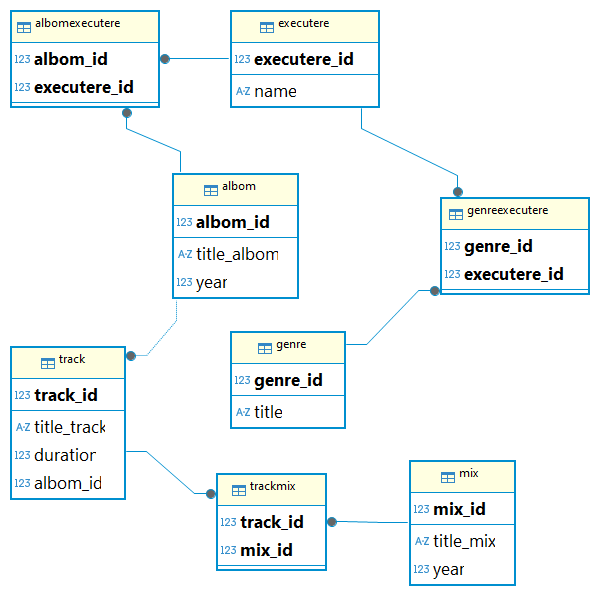 albomexecutere
123 albom_id
123 executere_id
executere
123 executere_id
A-Z name
albom
123 albom_id
A-Z title_albom
123 year
genreexecutere
123 genre_id
123 executere_id
genre
123 genre_id
A-Z title
track
123 track_id
A-Z title_track
123 duration
123 albom_id
trackmix
123 track_id
123 mix_id
mix
123 mix_id
A-Z title_mix
123 year